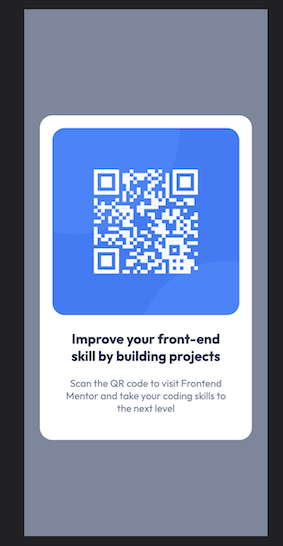 Improve your front-end
skill by building projects
Scan the QR code to visit Frontend
Mentor and take your coding skills to
the next level